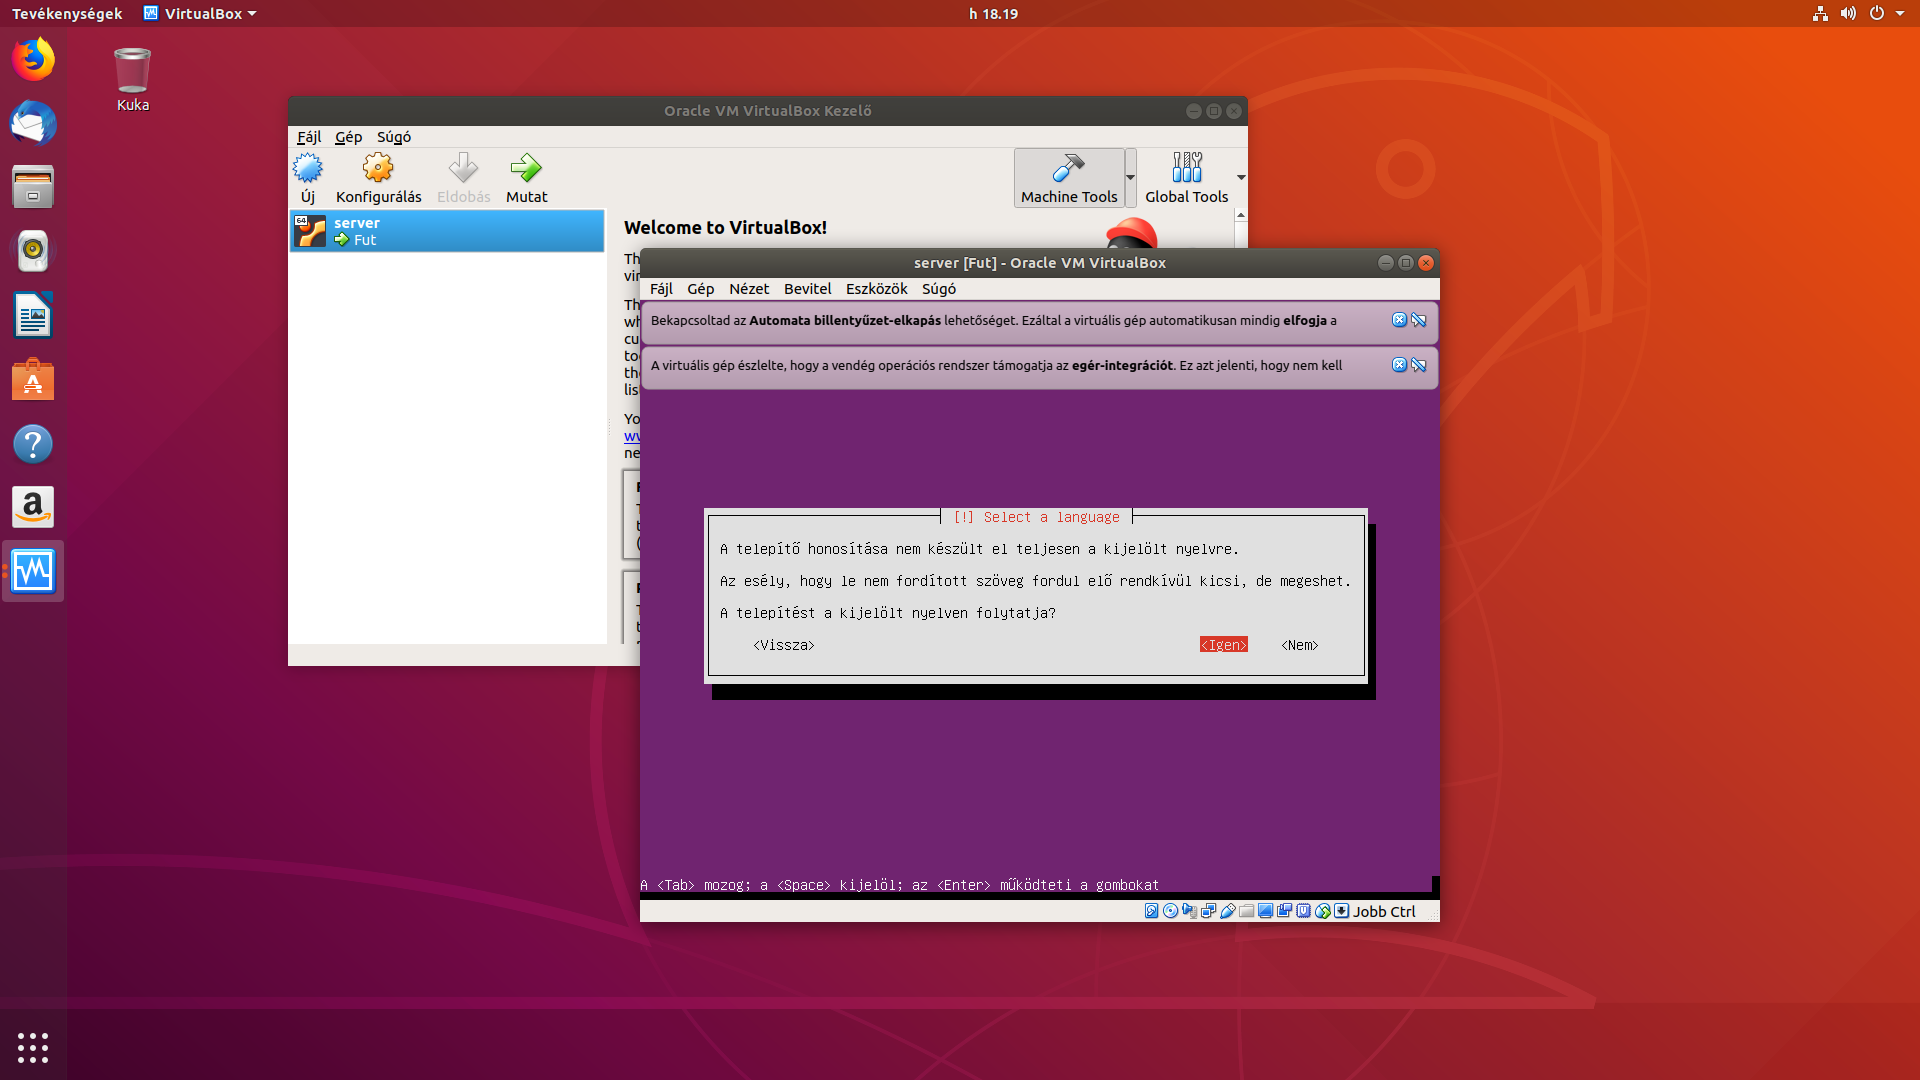 Tevékenységek
VirtualBox
h 18.19
Kuka
Oracle VM VirtualBox Kezelő
Fájl Gép Súgó
Új Konfigurálás Eldobás Mutat
Machine Tools Global Tools
64
server
Fut
Welcome to VirtualBox!
server [Fut] - Oracle VM VirtualBox
Fájl Gép Nézet Bevitel Eszközök Súgó
Bekapcsoltad az Automata billentyűzet-elkapás lehetőséget. Ezáltal a virtuális gép automatikusan mindig elfogja a
A virtuális gép észlelte, hogy a vendég operációs rendszer támogatja az egér-integrációt. Ez azt jelenti, hogy nem kell
[!] Select a language
A telepítő honosítása nem készült el teljesen a kijelölt nyelvre.
Az esély, hogy le nem fordított szöveg fordul elő rendkívül kicsi, de megeshet.
A telepítést a kijelölt nyelven folytatja?
<Vissza> <Igen> <Nem>
A <Tab> mozog; a <Space> kijelöl; az <Enter> működteti a gombokat
Jobb Ctrl